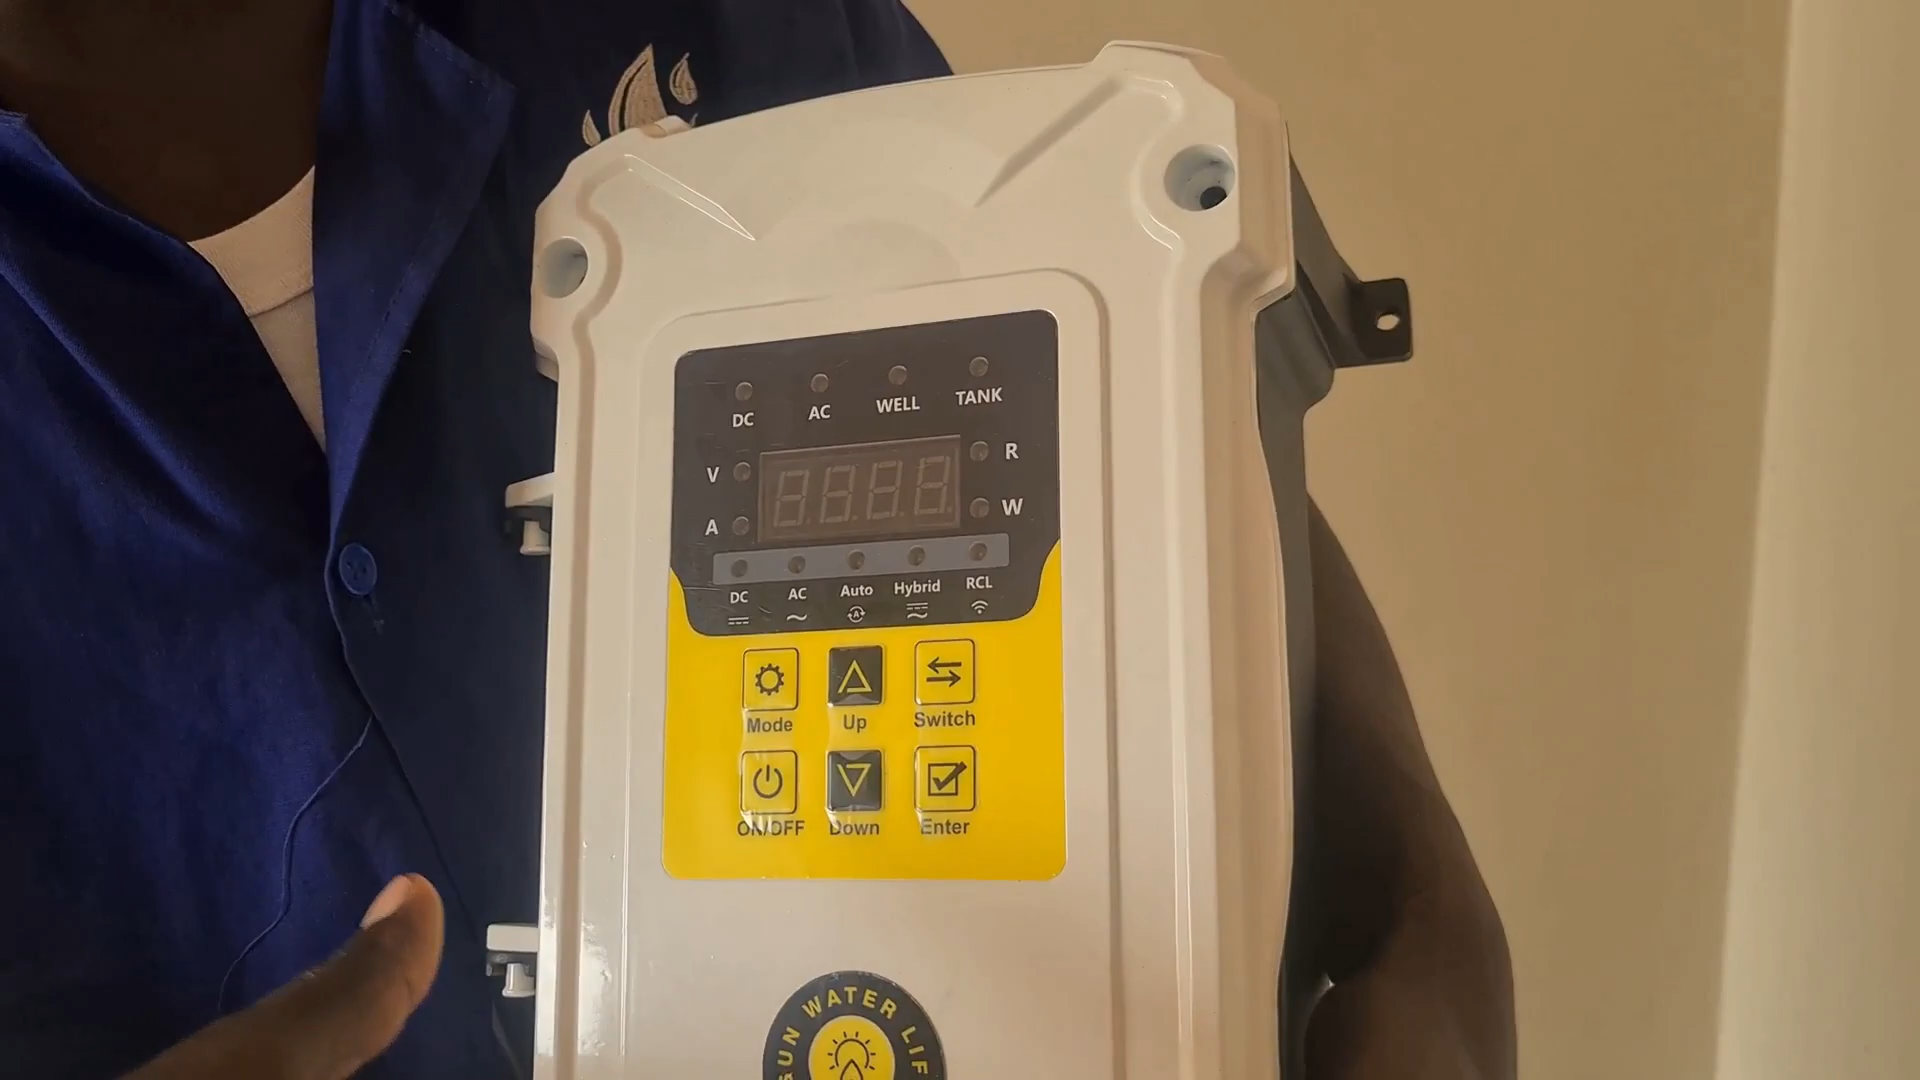 DC AC WELL TANK
V R
A W
DC AC Auto Hybrid RCL
Mode Up Switch
ON/OFF Down Enter
SUN WATER LIF